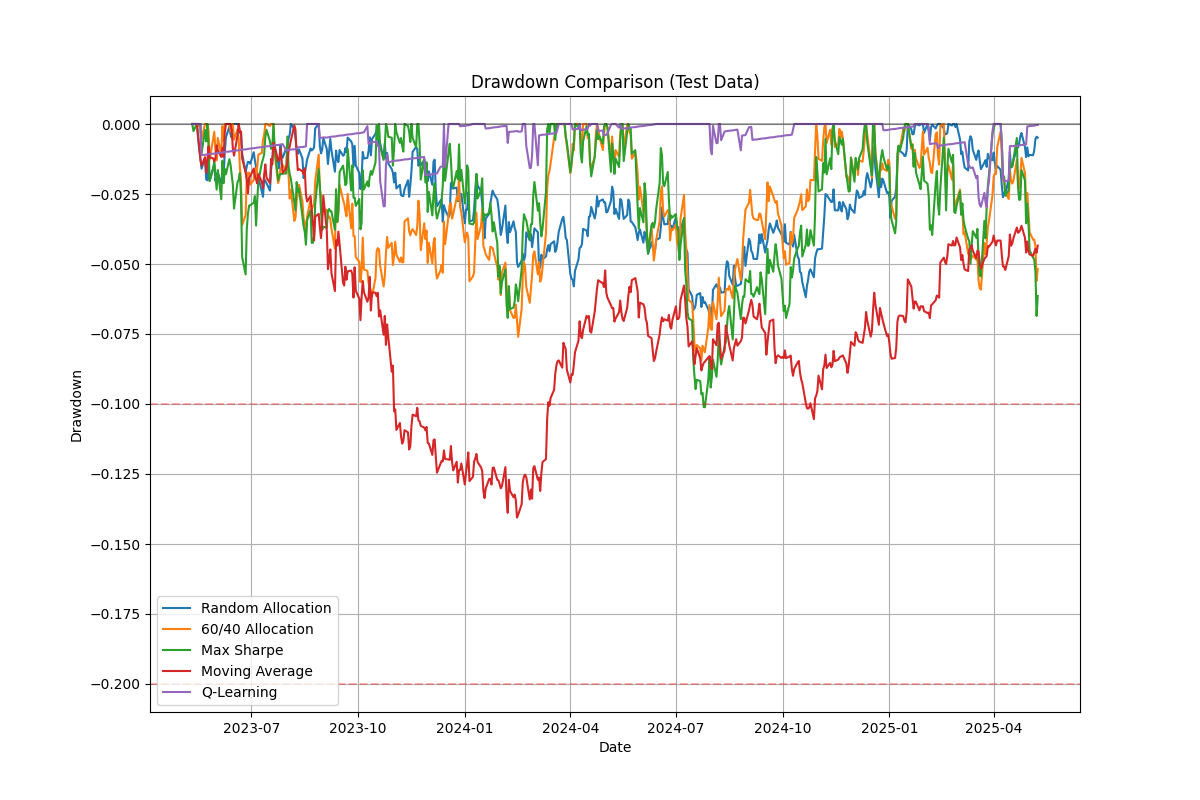 Drawdown Comparison (Test Data)
0.000
−0.025
−0.050
−0.075
−0.100
−0.125
−0.150
−0.175
−0.200
Drawdown
Random Allocation
60/40 Allocation
Max Sharpe
Moving Average
Q-Learning
2023-07
2023-10
2024-01
2024-04
2024-07
2024-10
2025-01
2025-04
Date